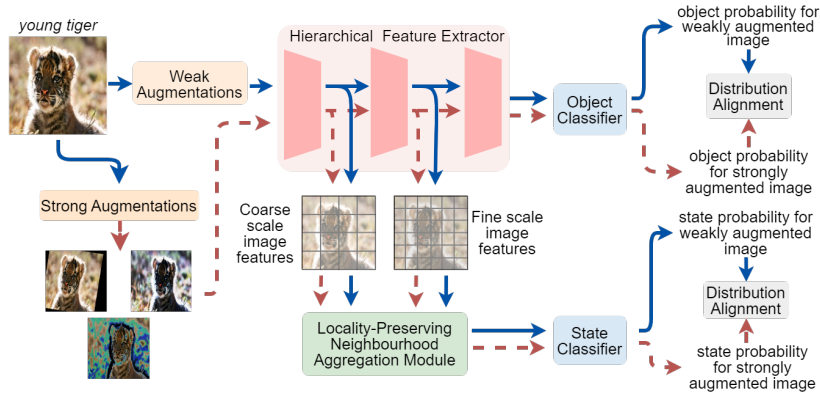 young tiger
Weak
Augmentations
Strong Augmentations
Hierarchical Feature Extractor
Coarse
scale
image
features
Fine scale
image
features
Locality-Preserving
Neighbourhood
Aggregation Module
Object
Classifier
State
Classifier
object probability for
weakly augmented
image
Distribution
Alignment
object probability
for strongly
augmented image
state probability for
weakly augmented
image
Distribution
Alignment
state probability
for strongly
augmented image